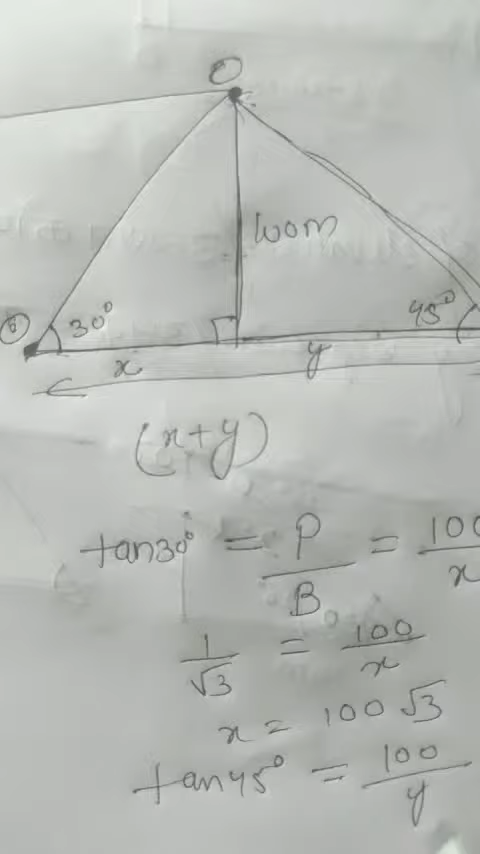 100m
30°
45°
x
y
(x+y)
tan30° = P/B = 100/x
1/√3 = 100/x
x = 100√3
tan45° = 100/y